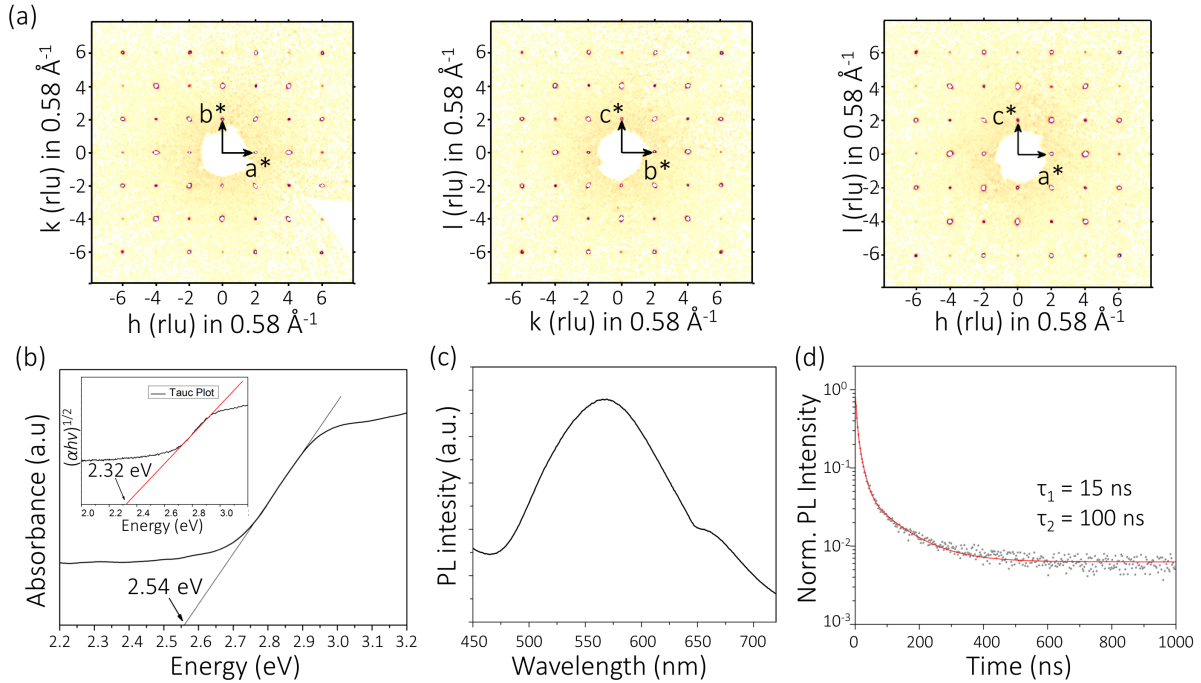 (a)
k (rlu) in 0.58 Å⁻¹
6
4
2
0
-2
-4
-6
b*
a*
-6 -4 -2 0 2 4 6
h (rlu) in 0.58 Å⁻¹
l (rlu) in 0.58 Å⁻¹
6
4
2
0
-2
-4
-6
c*
b*
-6 -4 -2 0 2 4 6
k (rlu) in 0.58 Å⁻¹
l (rlu) in 0.58 Å⁻¹
6
4
2
0
-2
-4
-6
c*
a*
-6 -4 -2 0 2 4 6
h (rlu) in 0.58 Å⁻¹
(b)
Absorbance (a.u)
(αhν)^1/2
Tauc Plot
2.32 eV
2.0 2.2 2.4 2.6 2.8 3.0 3.2
Energy (eV)
2.54 eV
2.2 2.3 2.4 2.5 2.6 2.7 2.8 2.9 3.0 3.1 3.2
Energy (eV)
(c)
PL intesity (a.u.)
450 500 550 600 650 700
Wavelength (nm)
(d)
Norm. PL Intensity
10⁰
10⁻¹
10⁻²
10⁻³
τ₁ = 15 ns
τ₂ = 100 ns
0 200 400 600 800 1000
Time (ns)